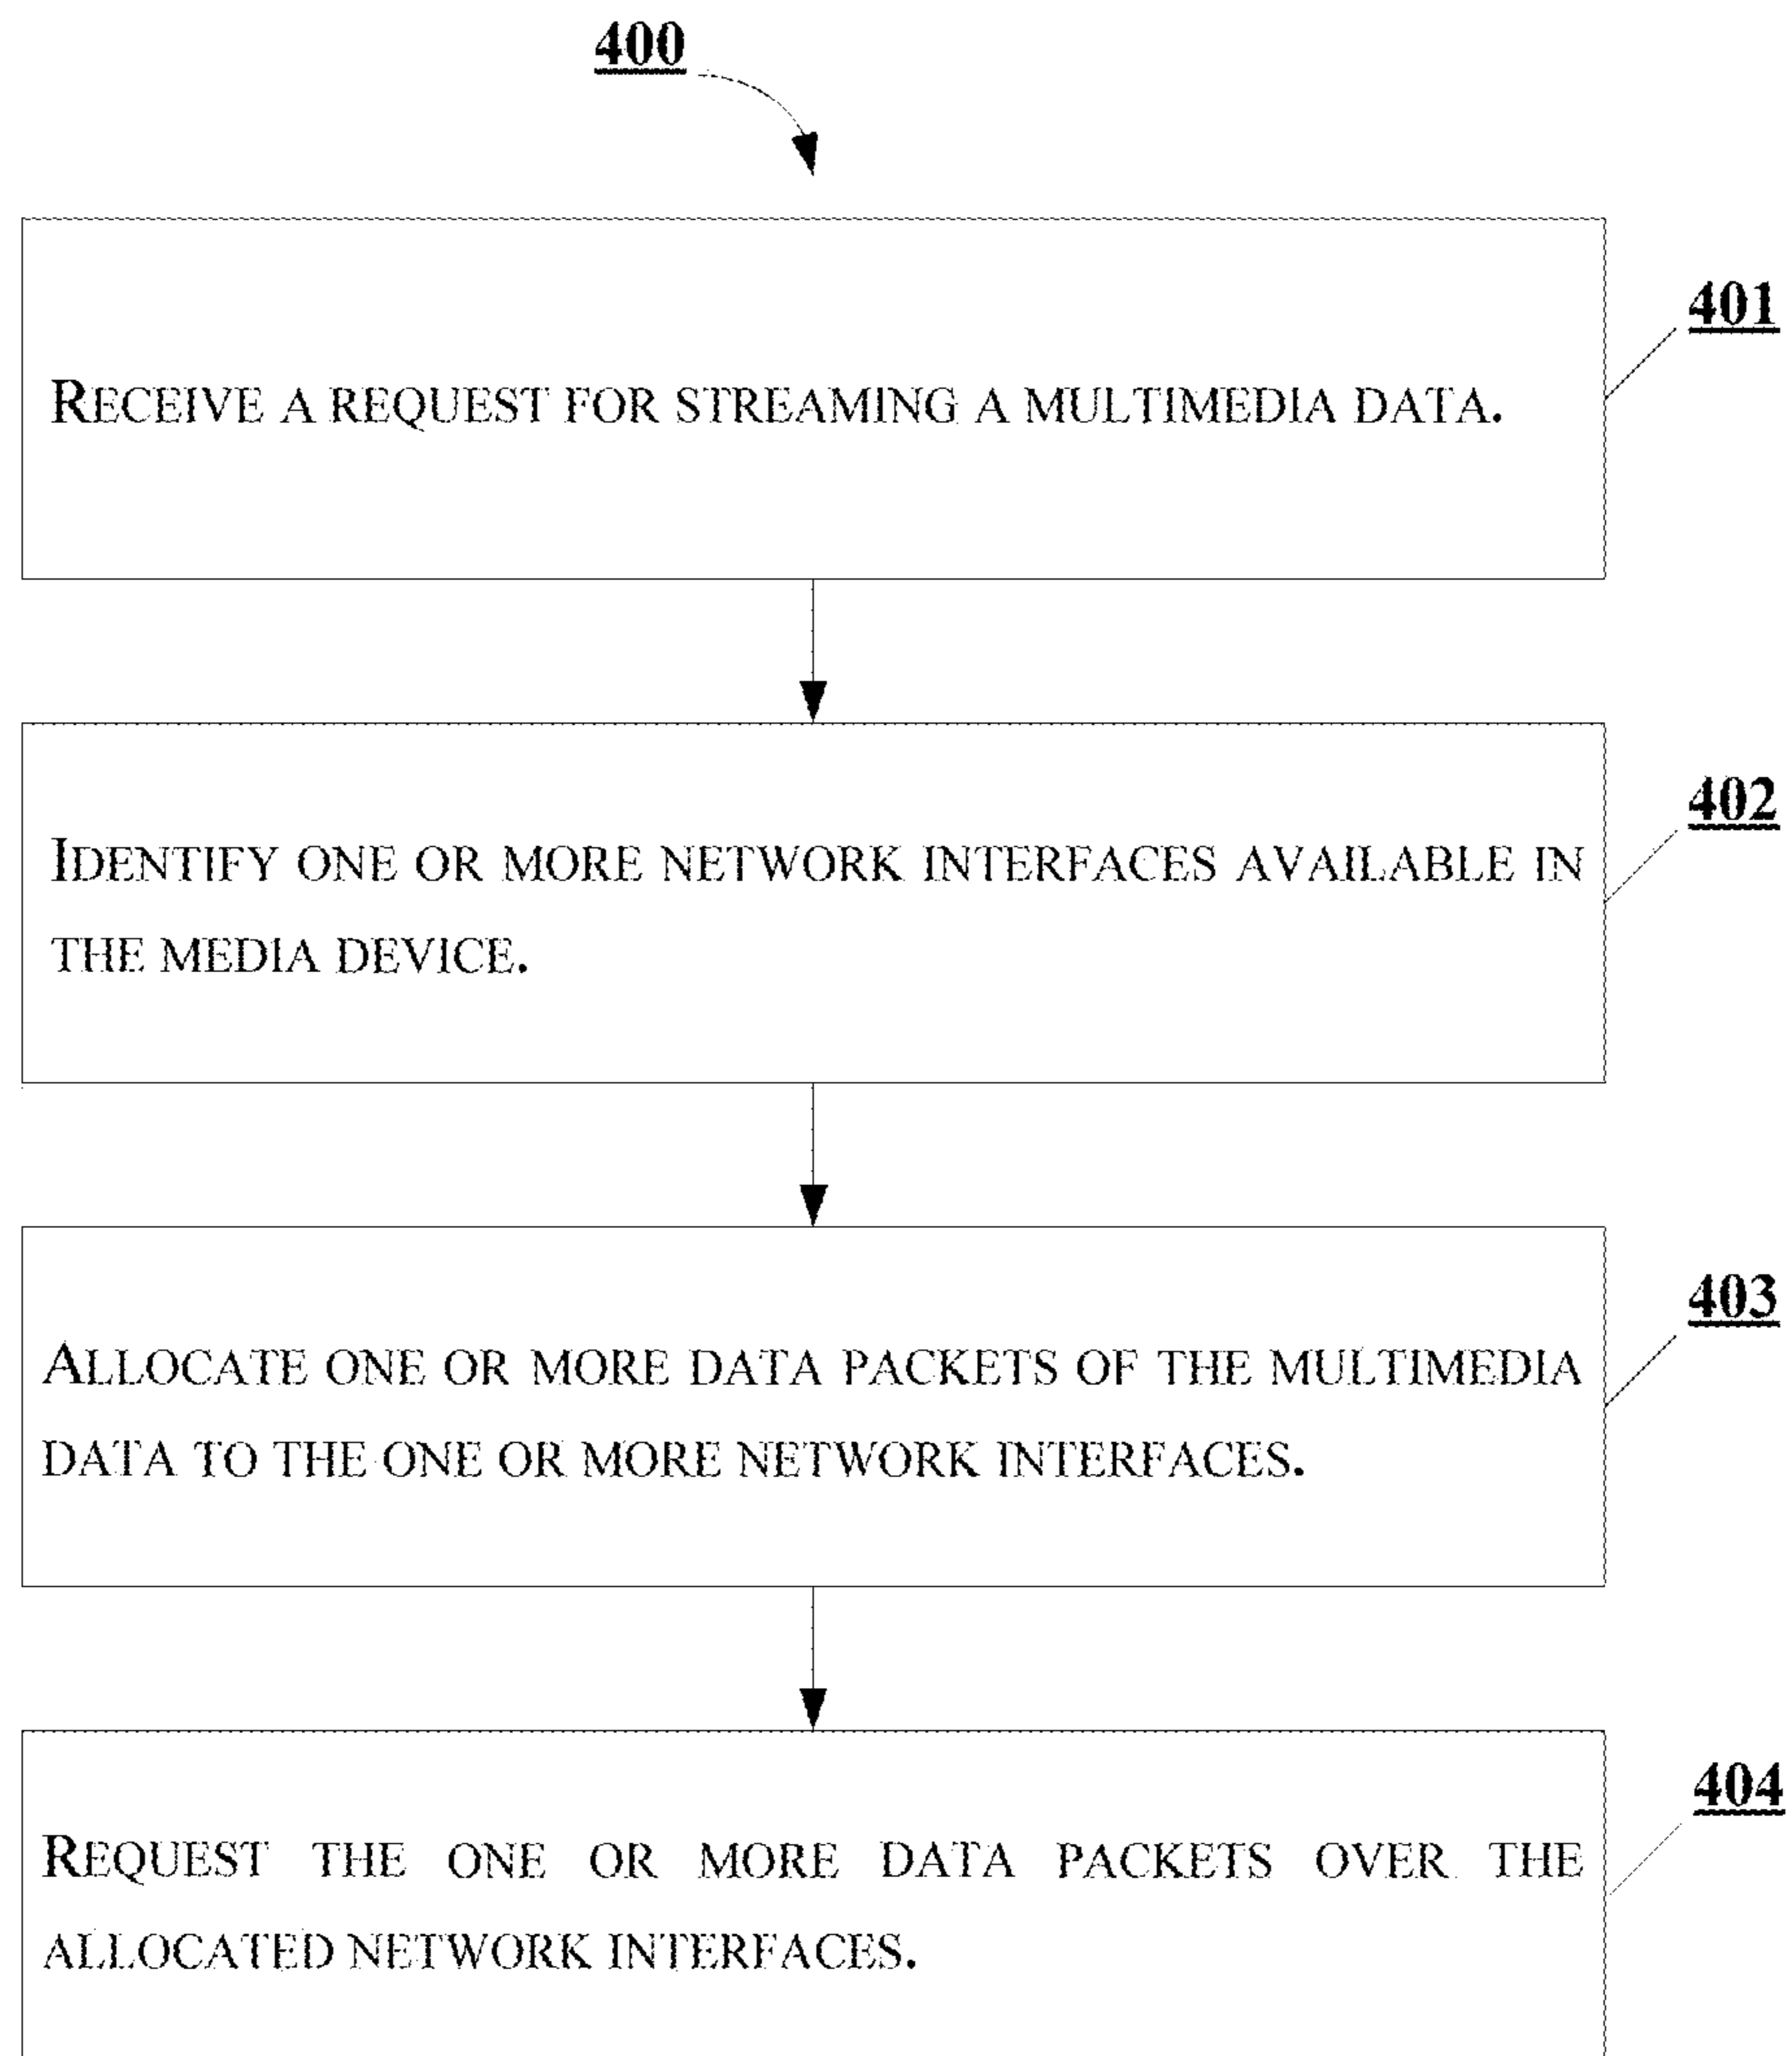 400
RECEIVE A REQUEST FOR STREAMING A MULTIMEDIA DATA.
401
IDENTIFY ONE OR MORE NETWORK INTERFACES AVAILABLE IN
THE MEDIA DEVICE.
402
ALLOCATE ONE OR MORE DATA PACKETS OF THE MULTIMEDIA
DATA TO THE ONE OR MORE NETWORK INTERFACES.
403
REQUEST THE ONE OR MORE DATA PACKETS OVER THE
ALLOCATED NETWORK INTERFACES.
404